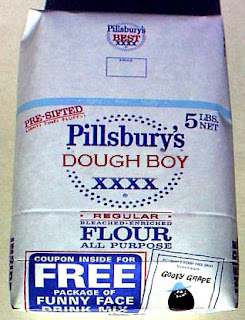 Pillsbury's
BEST
XXXX
PRE-SIFTED
5 LBS.
NET
Pillsbury's
DOUGH BOY
XXXX
REGULAR
BLEACHED-ENRICHED
FLOUR
ALL PURPOSE
COUPON INSIDE FOR
FREE
PACKAGE OF
FUNNY FACE
DRINK MIX
Goofy Grape